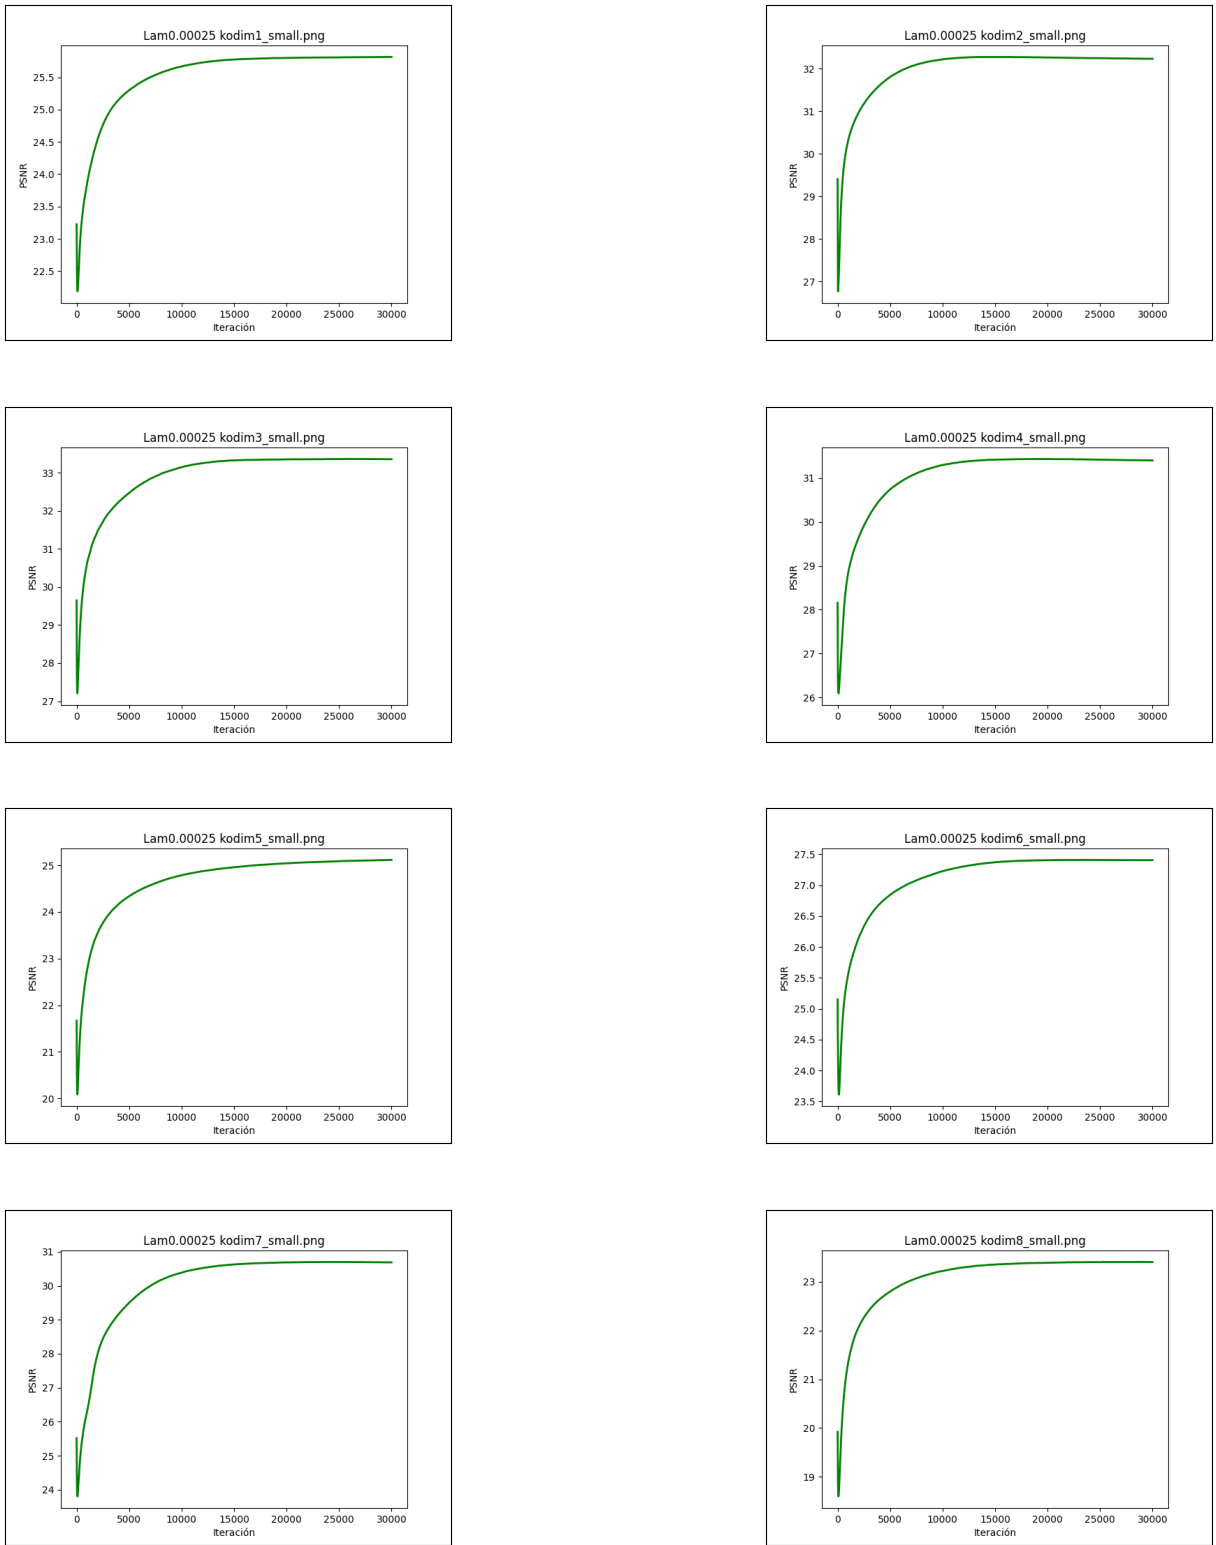 Lam0.00025 kodim1_small.png
25.5
25.0
24.5
24.0
23.5
23.0
22.5
PSNR
0 5000 10000 15000 20000 25000 30000
Iteración
Lam0.00025 kodim2_small.png
32
31
30
29
28
27
PSNR
0 5000 10000 15000 20000 25000 30000
Iteración
Lam0.00025 kodim3_small.png
33
32
31
30
29
28
27
PSNR
0 5000 10000 15000 20000 25000 30000
Iteración
Lam0.00025 kodim4_small.png
31
30
29
28
27
26
PSNR
0 5000 10000 15000 20000 25000 30000
Iteración
Lam0.00025 kodim5_small.png
25
24
23
22
21
20
PSNR
0 5000 10000 15000 20000 25000 30000
Iteración
Lam0.00025 kodim6_small.png
27.5
27.0
26.5
26.0
25.5
25.0
24.5
24.0
23.5
PSNR
0 5000 10000 15000 20000 25000 30000
Iteración
Lam0.00025 kodim7_small.png
31
30
29
28
27
26
25
24
PSNR
0 5000 10000 15000 20000 25000 30000
Iteración
Lam0.00025 kodim8_small.png
23
22
21
20
19
PSNR
0 5000 10000 15000 20000 25000 30000
Iteración